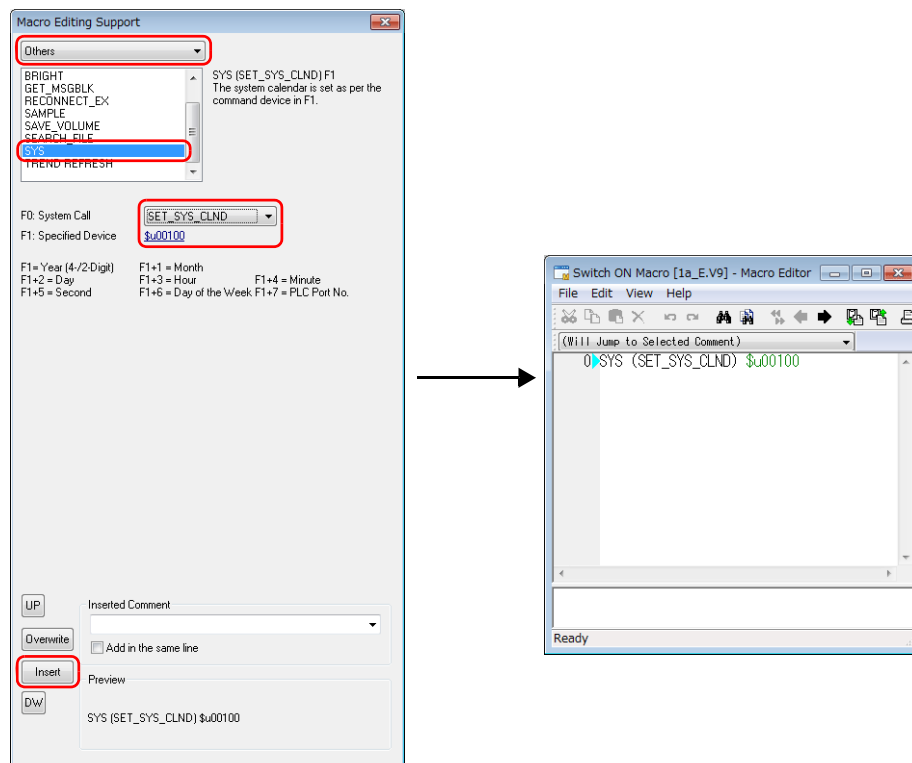 Macro Editing Support
Others
BRIGHT
GET_MSGBLK
RECONNECT_EX
SAMPLE
SAVE_VOLUME
SEARCH_FILE
SYS
TREND REFRESH
SYS (SET_SYS_CLND) F1
The system calendar is set as per the
command device in F1.
F0: System Call SET_SYS_CLND
F1: Specified Device $u00100
F1= Year (4-/2-Digit) F1+1 = Month
F1+2 = Day F1+3 = Hour F1+4 = Minute
F1+5 = Second F1+6 = Day of the Week F1+7 = PLC Port No.
UP
Overwrite
Insert
DW
Inserted Comment
Add in the same line
Preview
SYS (SET_SYS_CLND) $u00100
Switch ON Macro [1a_E.V9] - Macro Editor
File Edit View Help
(Will Jump to Selected Comment)
0 SYS (SET_SYS_CLND) $u00100
Ready